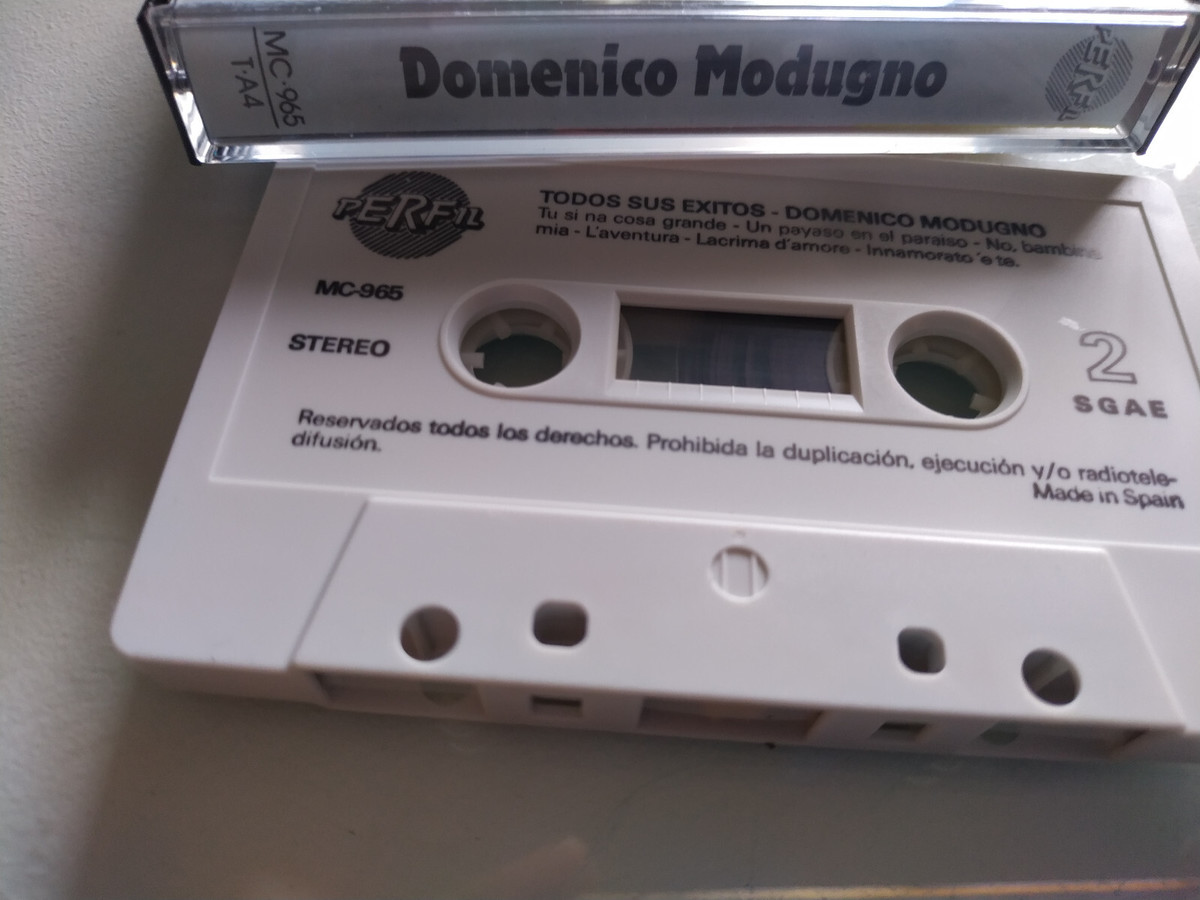 MC-965
T-A4
Domenico Modugno
PERFIL
PERFIL
TODOS SUS EXITOS - DOMENICO MODUGNO
Tu si na cosa grande - Un payaso en el paraiso - No, bambina
mia - L'aventura - Lacrima d'amore - Innamorato 'e te.
MC-965
STEREO
2
SGAE
Reservados todos los derechos. Prohibida la duplicación, ejecución y/o radiotele-
difusión.
Made in Spain